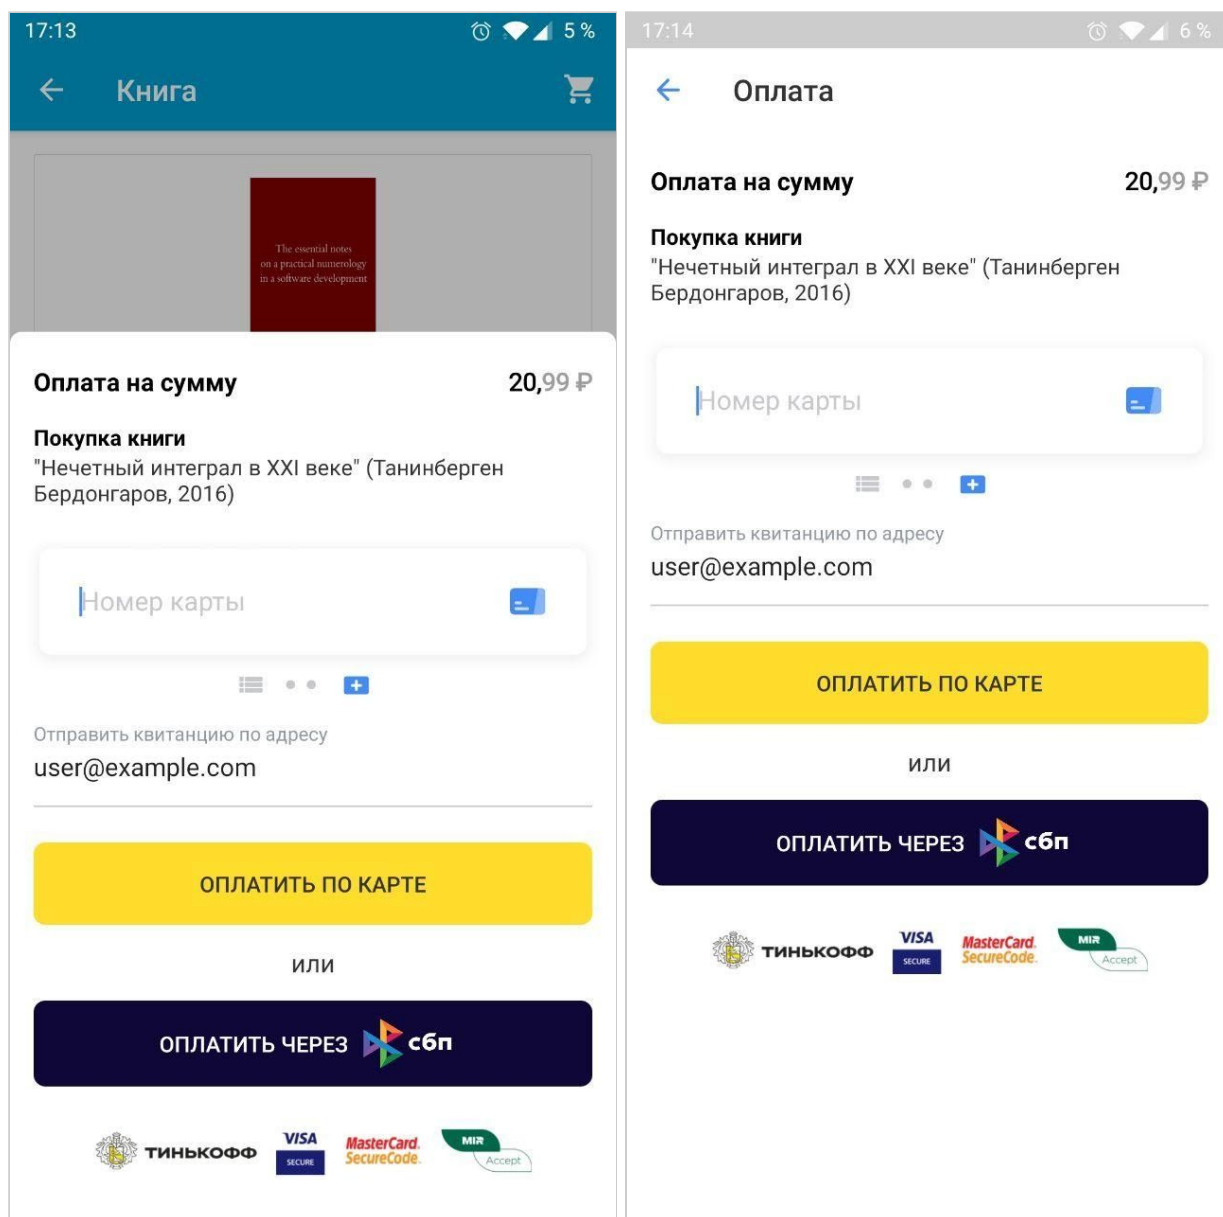 17:13
5 %
Книга
The essential notes
on a practical numerology
in a software development
Оплата на сумму
20,99 ₽
Покупка книги
"Нечетный интеграл в XXI веке" (Танинберген
Бердонгаров, 2016)
Номер карты
Отправить квитанцию по адресу
user@example.com
ОПЛАТИТЬ ПО КАРТЕ
или
ОПЛАТИТЬ ЧЕРЕЗ сбп
ТИНЬКОФФ
VISA
SECURE
MasterCard.
SecureCode.
MIR
Accept
17:14
6 %
Оплата
Оплата на сумму
20,99 ₽
Покупка книги
"Нечетный интеграл в XXI веке" (Танинберген
Бердонгаров, 2016)
Номер карты
Отправить квитанцию по адресу
user@example.com
ОПЛАТИТЬ ПО КАРТЕ
или
ОПЛАТИТЬ ЧЕРЕЗ сбп
ТИНЬКОФФ
VISA
SECURE
MasterCard.
SecureCode.
MIR
Accept